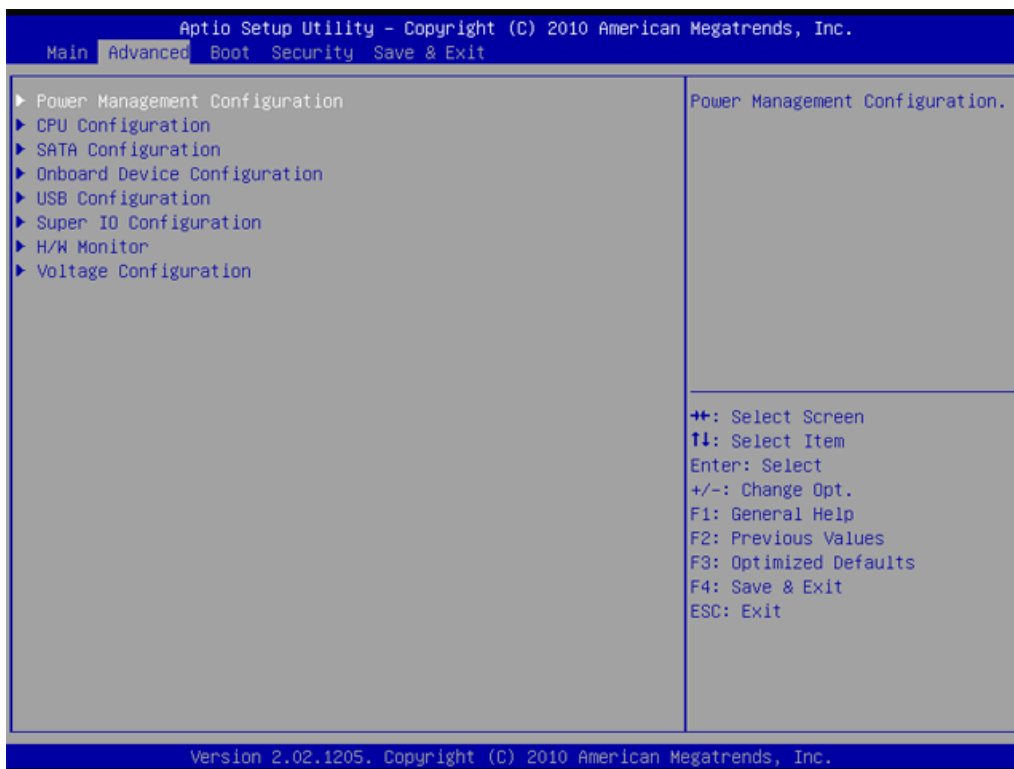 Aptio Setup Utility – Copyright (C) 2010 American Megatrends, Inc.
Main Advanced Boot Security Save & Exit
▶ Power Management Configuration
▶ CPU Configuration
▶ SATA Configuration
▶ Onboard Device Configuration
▶ USB Configuration
▶ Super IO Configuration
▶ H/W Monitor
▶ Voltage Configuration
Power Management Configuration.
→←: Select Screen
↑↓: Select Item
Enter: Select
+/-: Change Opt.
F1: General Help
F2: Previous Values
F3: Optimized Defaults
F4: Save & Exit
ESC: Exit
Version 2.02.1205. Copyright (C) 2010 American Megatrends, Inc.